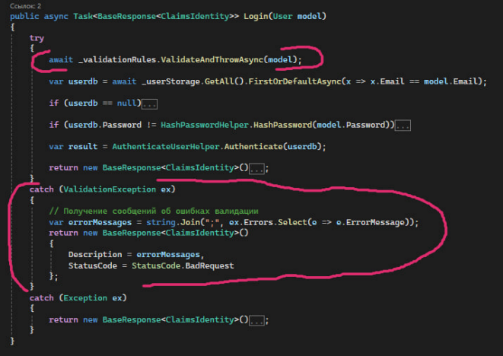 Ссылок: 2
public async Task<BaseResponse<ClaimsIdentity>> Login(User model)
{
try
{
await _validationRules.ValidateAndThrowAsync(model);
var userdb = await _userStorage.GetAll().FirstOrDefaultAsync(x => x.Email == model.Email);
if (userdb == null)...
if (userdb.Password != HashPasswordHelper.HashPassword(model.Password))...
var result = AuthenticateUserHelper.Authenticate(userdb);
return new BaseResponse<ClaimsIdentity>()...;
}
catch (ValidationException ex)
{
// Получение сообщений об ошибках валидации
var errorMessages = string.Join(";", ex.Errors.Select(e => e.ErrorMessage));
return new BaseResponse<ClaimsIdentity>()
{
Description = errorMessages,
StatusCode = StatusCode.BadRequest
};
}
catch (Exception ex)
{
return new BaseResponse<ClaimsIdentity>()...;
}
}